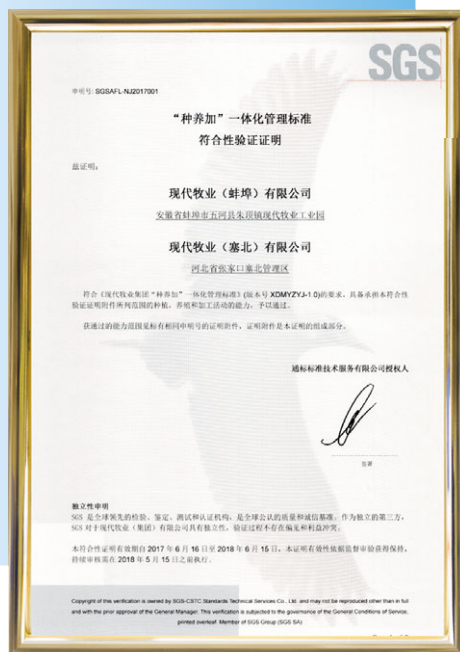 SGS
申明号: SGSAFL-NJ2017001
“种养加”一体化管理标准
符合性验证证明
兹证明:
现代牧业（蚌埠）有限公司
安徽省蚌埠市五河县朱顶镇现代牧业工业园
现代牧业（塞北）有限公司
河北省张家口塞北管理区
符合《现代牧业集团“种养加”一体化管理标准》(版本号 XDMYZYJ-1.0)的要求，具备承担本符合性
验证证明附件所列范围的种植、养殖和加工活动的能力，予以通过。
获通过的能力范围见标有相同申明号的证明附件，证明附件是本证明的组成部分。
通标标准技术服务有限公司授权人
签署
独立性申明
SGS 是全球领先的检验、鉴定、测试和认证机构，是全球公认的质量和诚信基准。作为独立的第三方，
SGS 对于现代牧业（集团）有限公司具有独立性，验证过程不存在偏见和利益冲突。
本符合性证明有效期自 2017 年 6 月 16 日至 2018 年 6 月 15 日，本证明有效性依据监督审验获得保持，
持续审核需在 2018 年 5 月 15 日之前执行。
Copyright of this verification is owned by SGS-CSTC Standards Technical Services Co., Ltd. and may not be reproduced other than in full
and with the prior approval of the General Manager. This verification is subjected to the governance of the General Conditions of Service,
printed overleaf. Member of SGS Group (SGS SA)